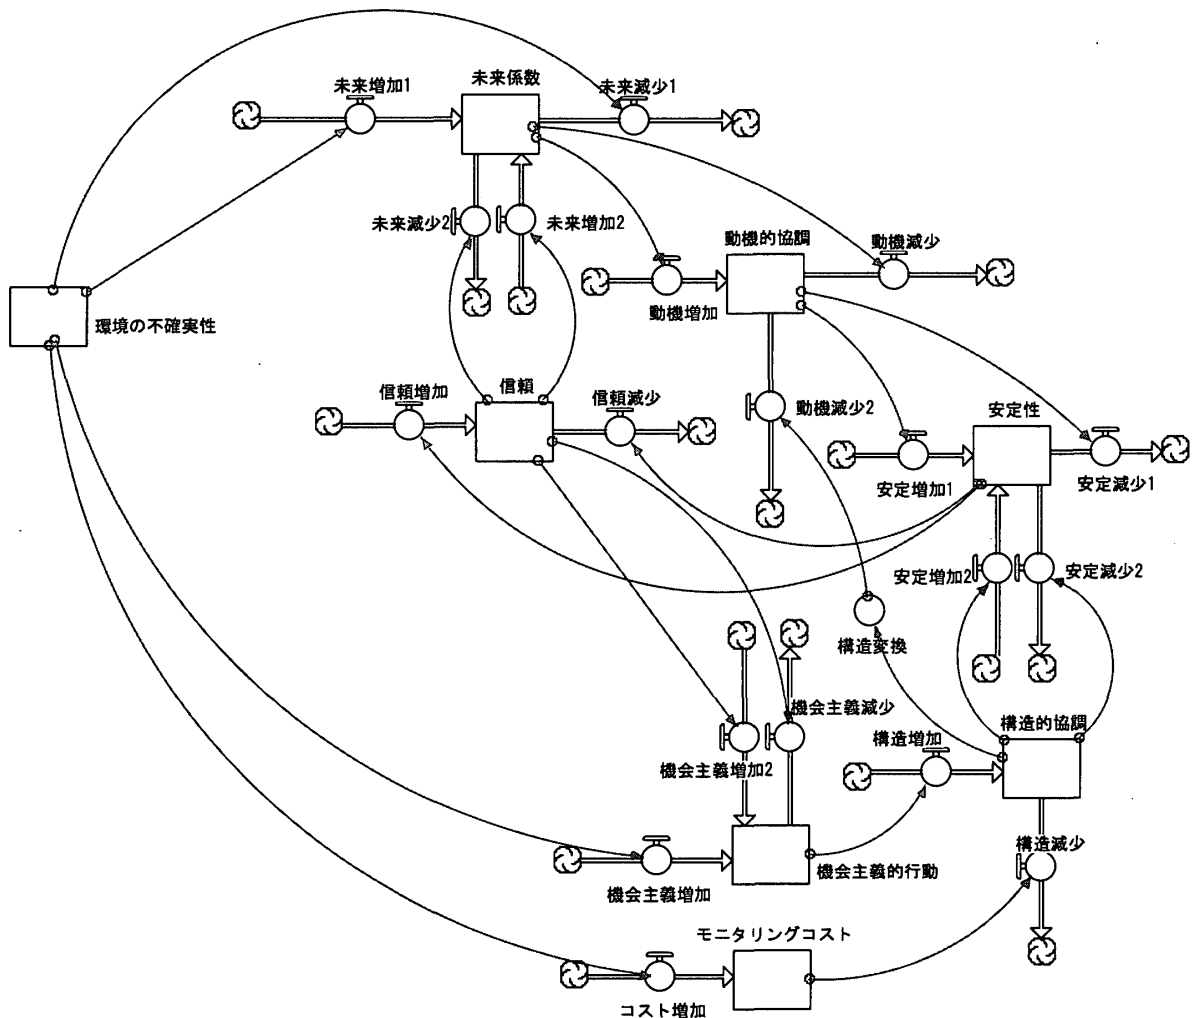 未来係数
未来増加1
未来減少1
未来減少2
未来増加2
動機的協調
動機減少
動機増加
環境の不確実性
信頼
信頼増加
信頼減少
動機減少2
安定性
安定増加1
安定減少1
安定増加2
安定減少2
構造変換
機会主義減少
構造的協調
構造増加
機会主義増加2
構造減少
機会主義的行動
機会主義増加
モニタリングコスト
コスト増加